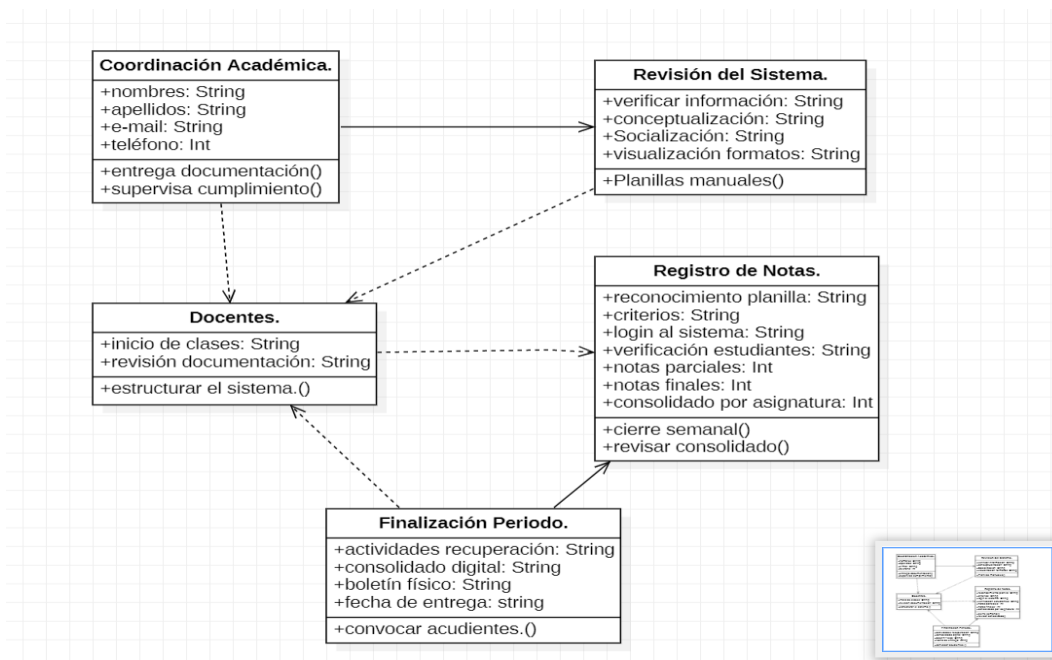 Coordinación Académica.
+nombres: String
+apellidos: String
+e-mail: String
+teléfono: Int
+entrega documentación()
+supervisa cumplimiento()
Revisión del Sistema.
+verificar información: String
+conceptualización: String
+Socialización: String
+visualización formatos: String
+Planillas manuales()
Docentes.
+inicio de clases: String
+revisión documentación: String
+estructurar el sistema.()
Registro de Notas.
+reconocimiento planilla: String
+criterios: String
+login al sistema: String
+verificación estudiantes: String
+notas parciales: Int
+notas finales: Int
+consolidado por asignatura: Int
+cierre semanal()
+revisar consolidado()
Finalización Periodo.
+actividades recuperación: String
+consolidado digital: String
+boletín físico: String
+fecha de entrega: string
+convocar acudientes.()